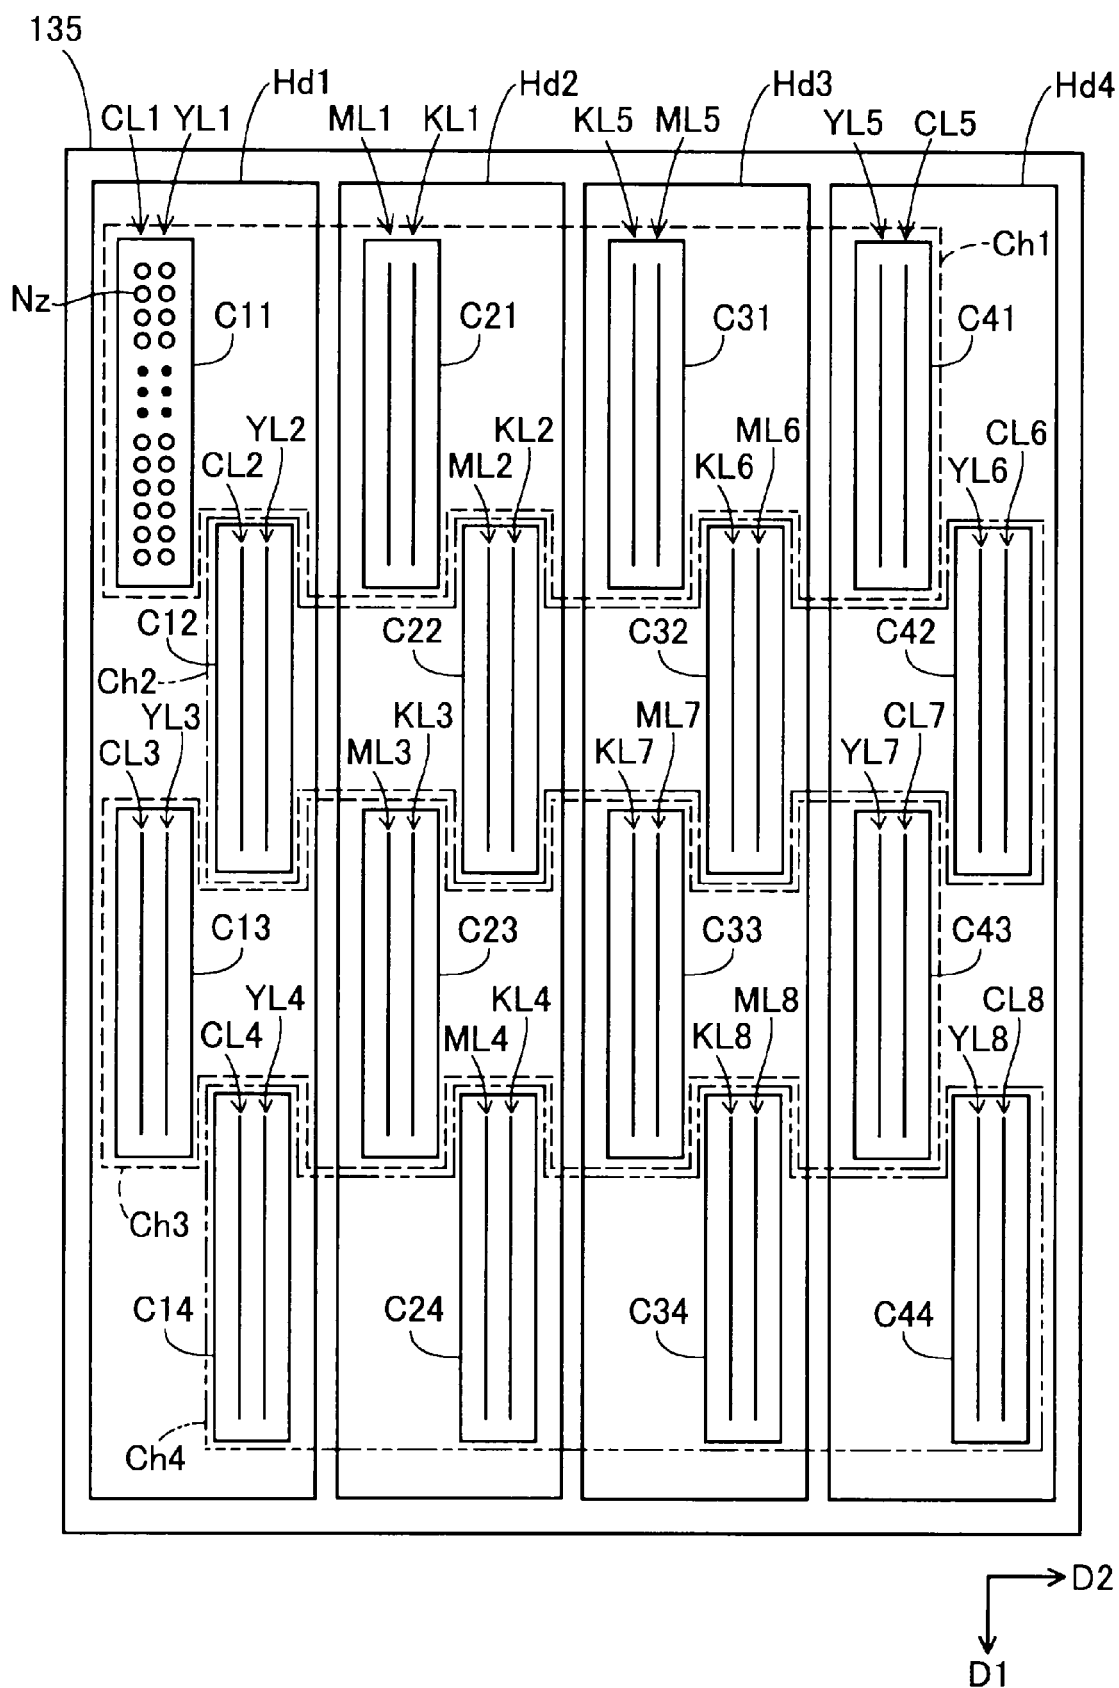 135
Hd1 Hd2 Hd3 Hd4
CL1 YL1 ML1 KL1 KL5 ML5 YL5 CL5
Ch1
Nz
C11 C21 C31 C41
YL2 KL2 ML6 CL6
CL2 ML2 KL6 YL6
C12 C22 C32 C42
Ch2
YL3 KL3 ML7 CL7
CL3 ML3 KL7 YL7
C13 C23 C33 C43
YL4 KL4 ML8 CL8
CL4 ML4 KL8 YL8
Ch3
C14 C24 C34 C44
Ch4
D2
D1